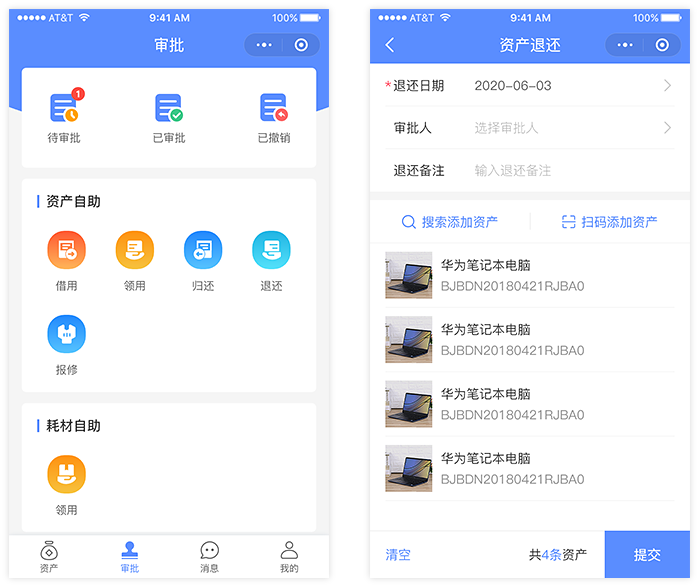 AT&T 9:41 AM 100%
审批
1
待审批 已审批 已撤销
资产自助
借用 领用 归还 退还
报修
耗材自助
领用
资产 审批 消息 我的
AT&T 9:41 AM 100%
资产退还
*退还日期 2020-06-03
审批人 选择审批人
退还备注 输入退还备注
搜索添加资产 扫码添加资产
华为笔记本电脑
BJBDN20180421RJBA0
华为笔记本电脑
BJBDN20180421RJBA0
华为笔记本电脑
BJBDN20180421RJBA0
华为笔记本电脑
BJBDN20180421RJBA0
清空 共4条资产 提交